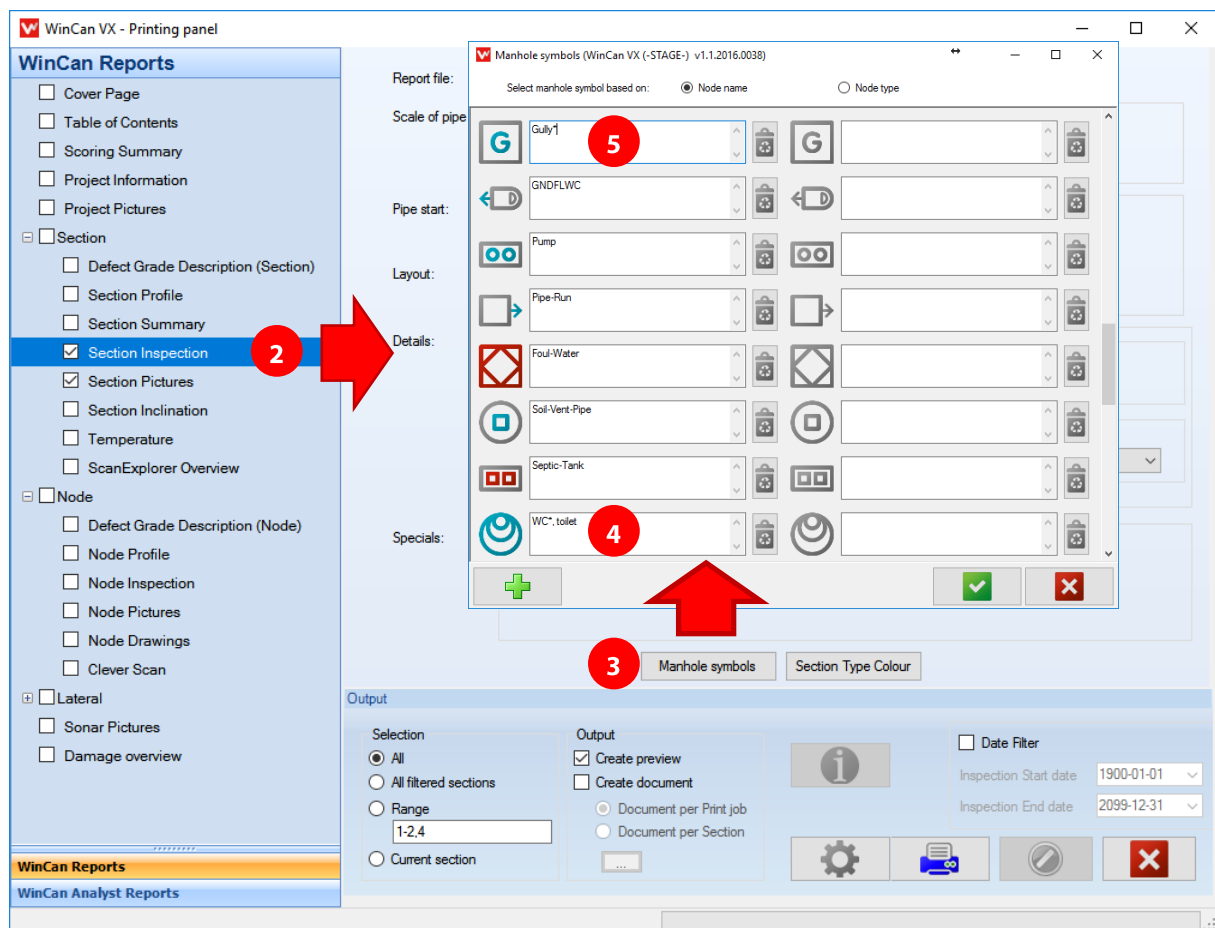 WinCan VX - Printing panel
WinCan Reports
Cover Page
Table of Contents
Scoring Summary
Project Information
Project Pictures
Section
Defect Grade Description (Section)
Section Profile
Section Summary
Section Inspection
2
Section Pictures
Section Inclination
Temperature
ScanExplorer Overview
Node
Defect Grade Description (Node)
Node Profile
Node Inspection
Node Pictures
Node Drawings
Clever Scan
Lateral
Sonar Pictures
Damage overview
WinCan Reports
WinCan Analyst Reports
Report file:
Scale of pipe
Pipe start:
Layout:
Details:
Specials:
Manhole symbols (WinCan VX (-STAGE-) v1.1.2016.0038)
Select manhole symbol based on:
Node name
Node type
G
Gully*
5
G
GNDFLWC
Pump
Pipe-Run
Foul-Water
Soil-Vent-Pipe
Septic-Tank
WC*, toilet
4
3
Manhole symbols
Section Type Colour
Output
Selection
All
All filtered sections
Range
1-2,4
Current section
Output
Create preview
Create document
Document per Print job
Document per Section
...
Date Filter
Inspection Start date
1900-01-01
Inspection End date
2099-12-31